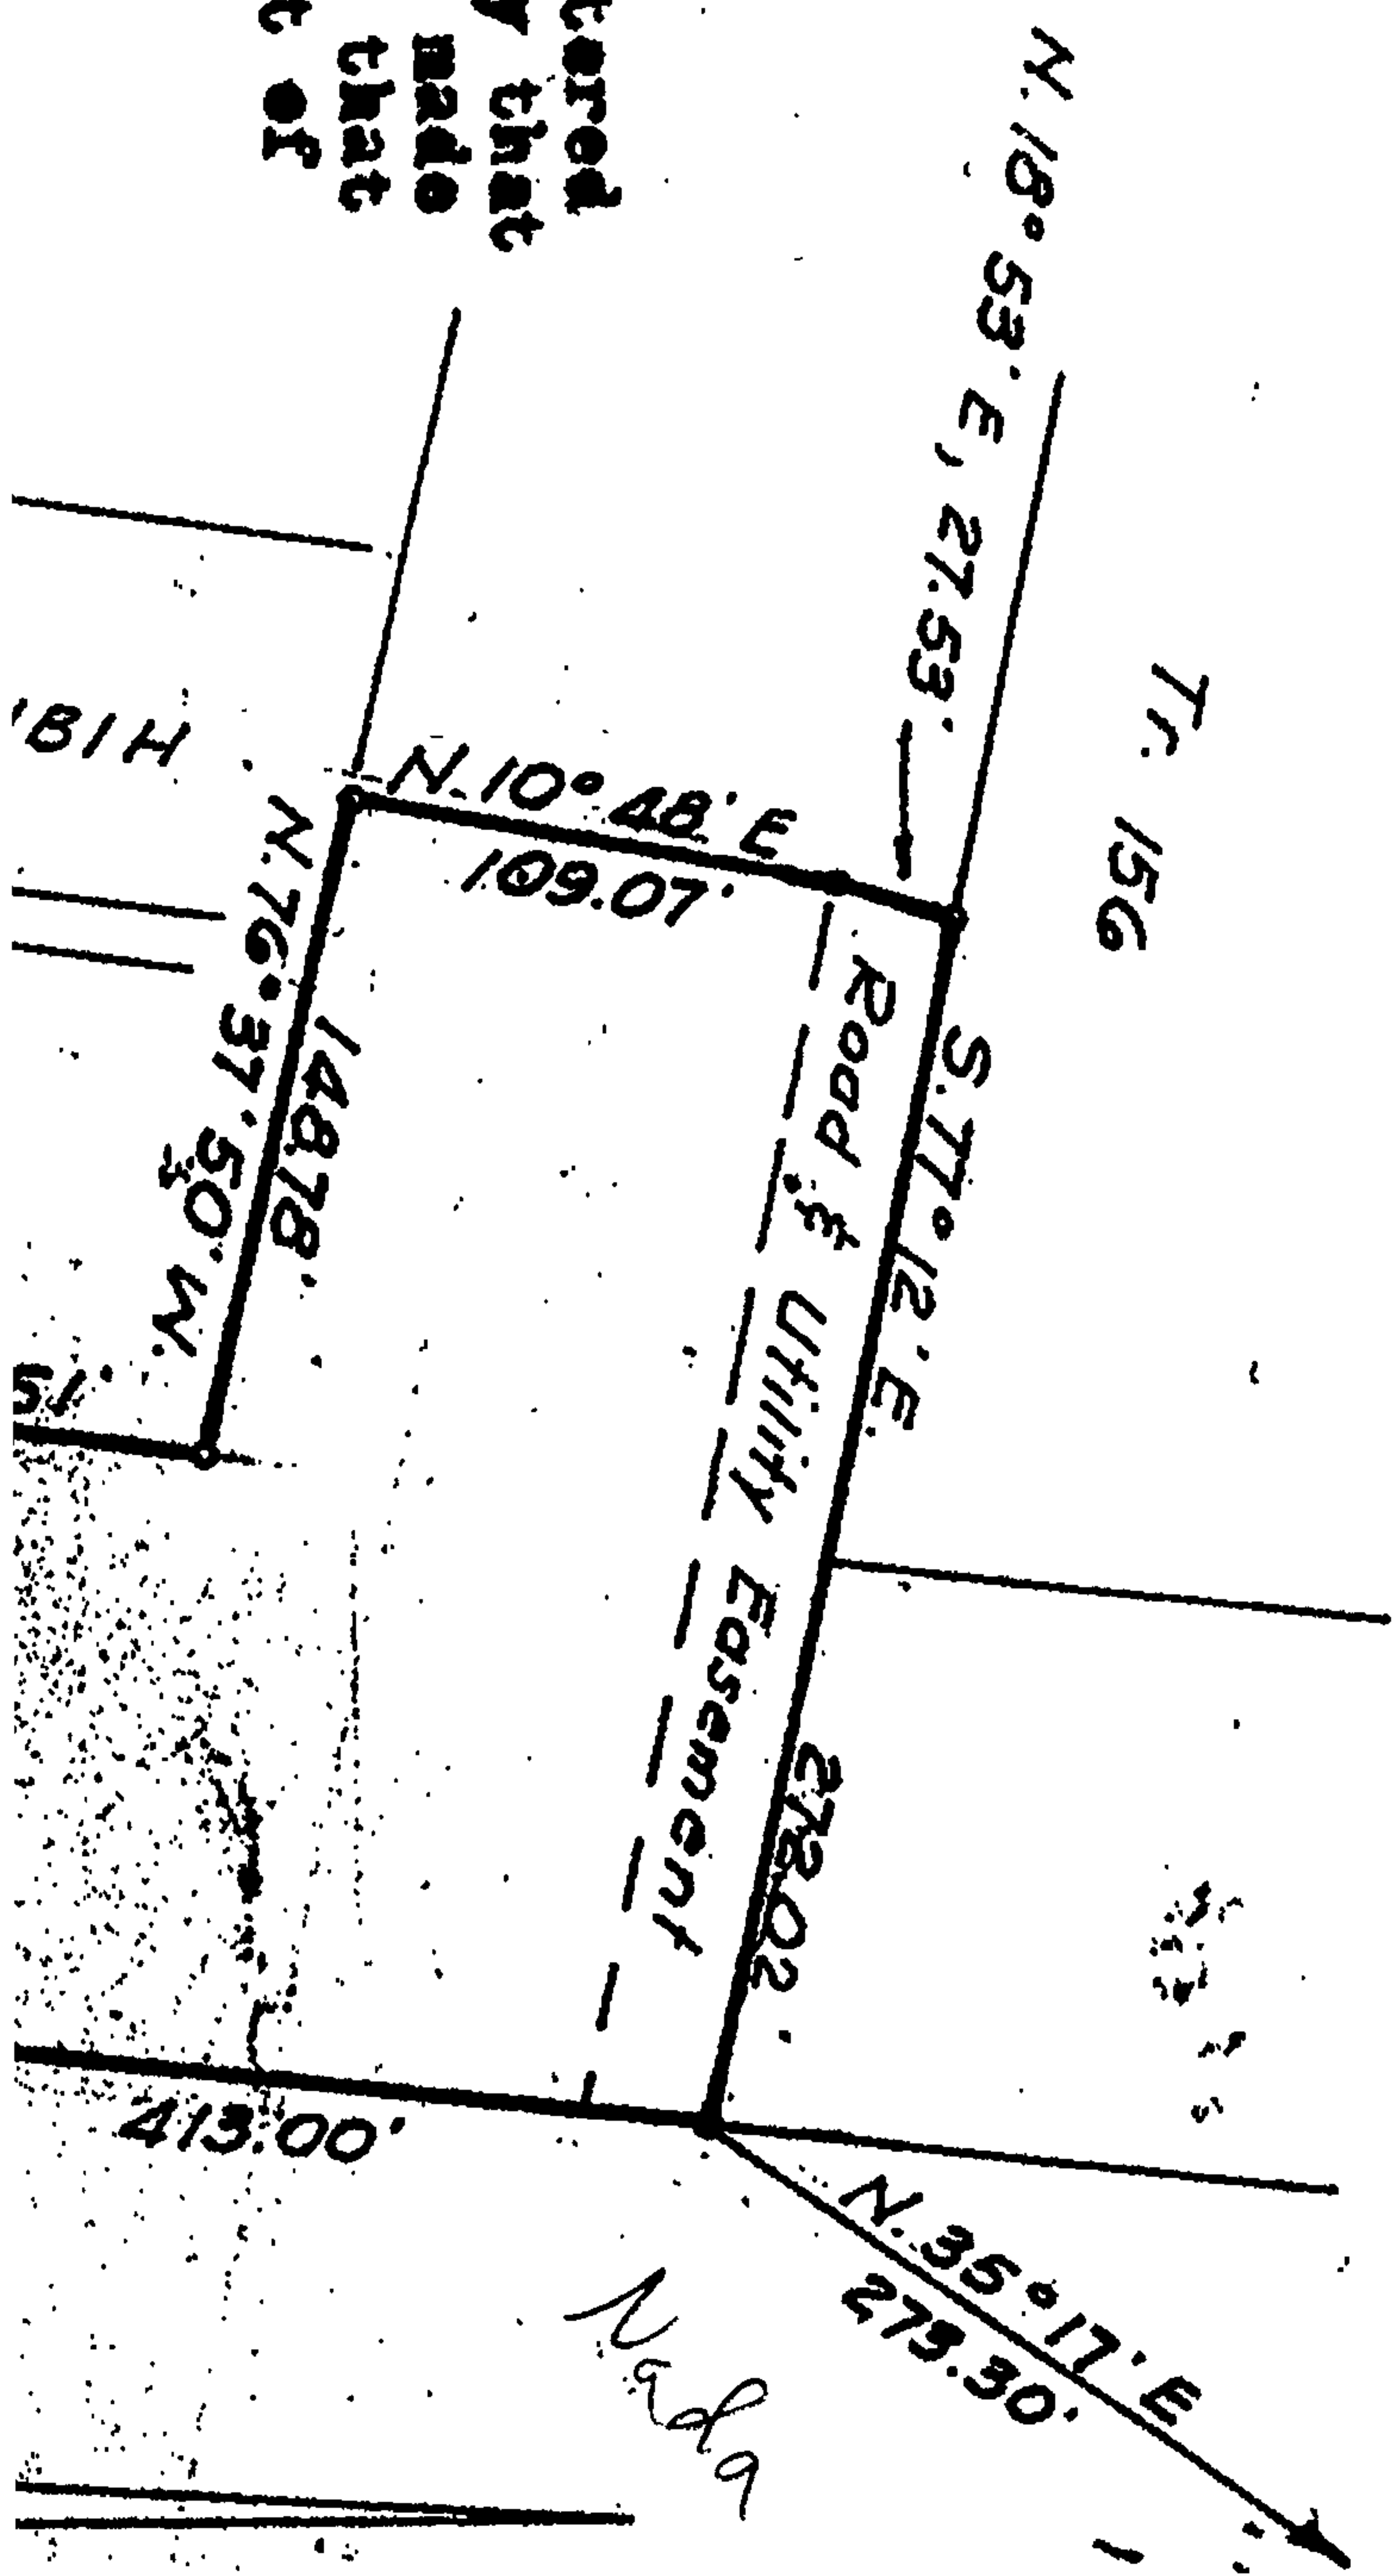 tered
that
made
that
t of
N. 18° 53' E, 27.53'
Tr. 156
N. 10° 48' E
109.07'
S. 77° 12' E.
272.02'
Road & Utility Easement
148.78'
N. 76° 37' 50" W.
51'
413.00'
N. 35° 17' E
273.30'
Nada